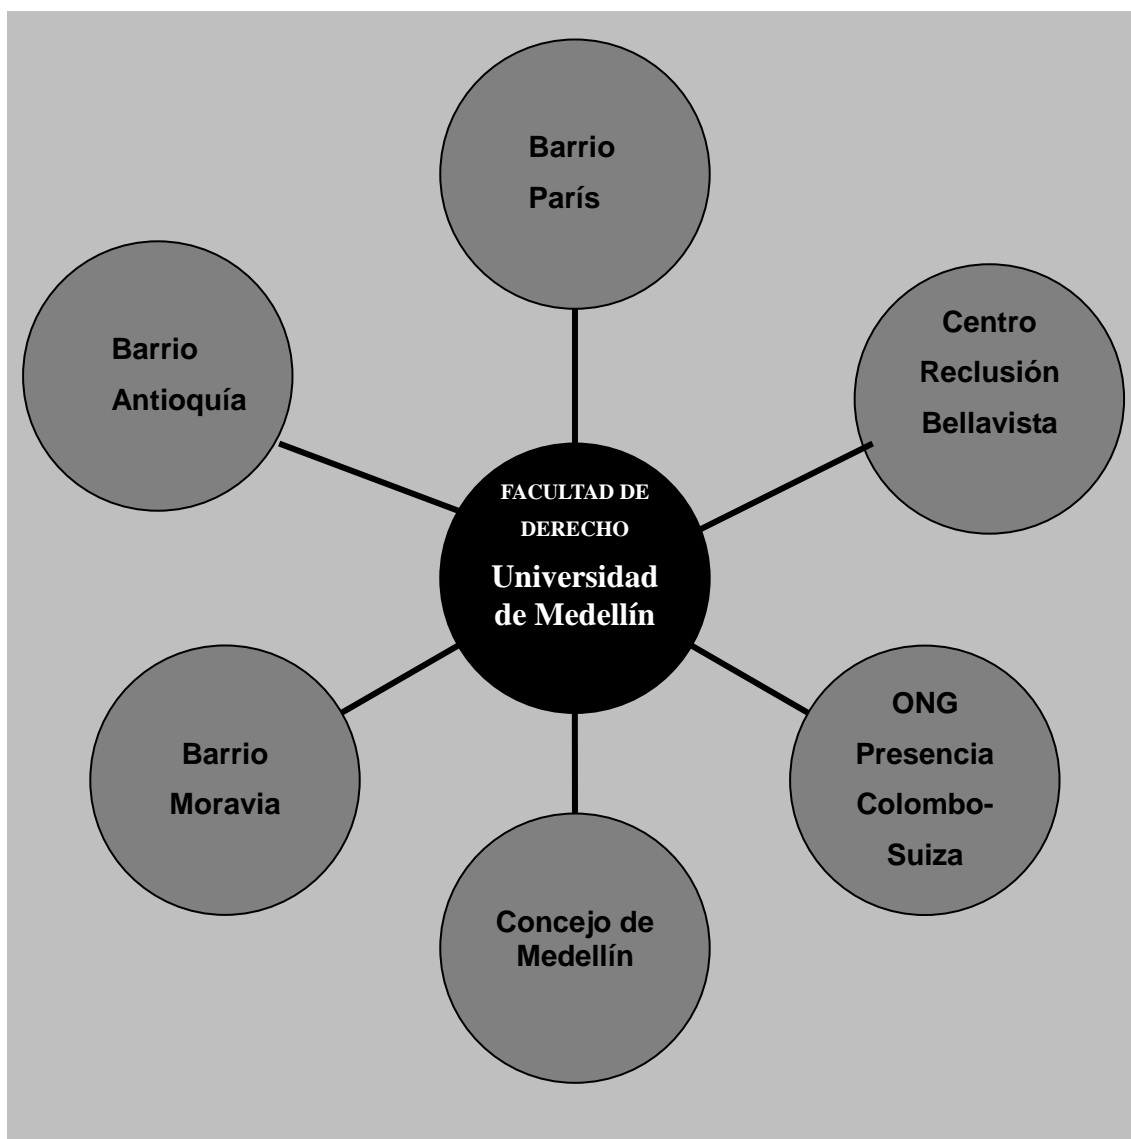 Barrio
París
Barrio
Antioquía
Centro
Reclusión
Bellavista
FACULTAD DE
DERECHO
Universidad
de Medellín
Barrio
Moravia
ONG
Presencia
Colombo-
Suiza
Concejo de
Medellín